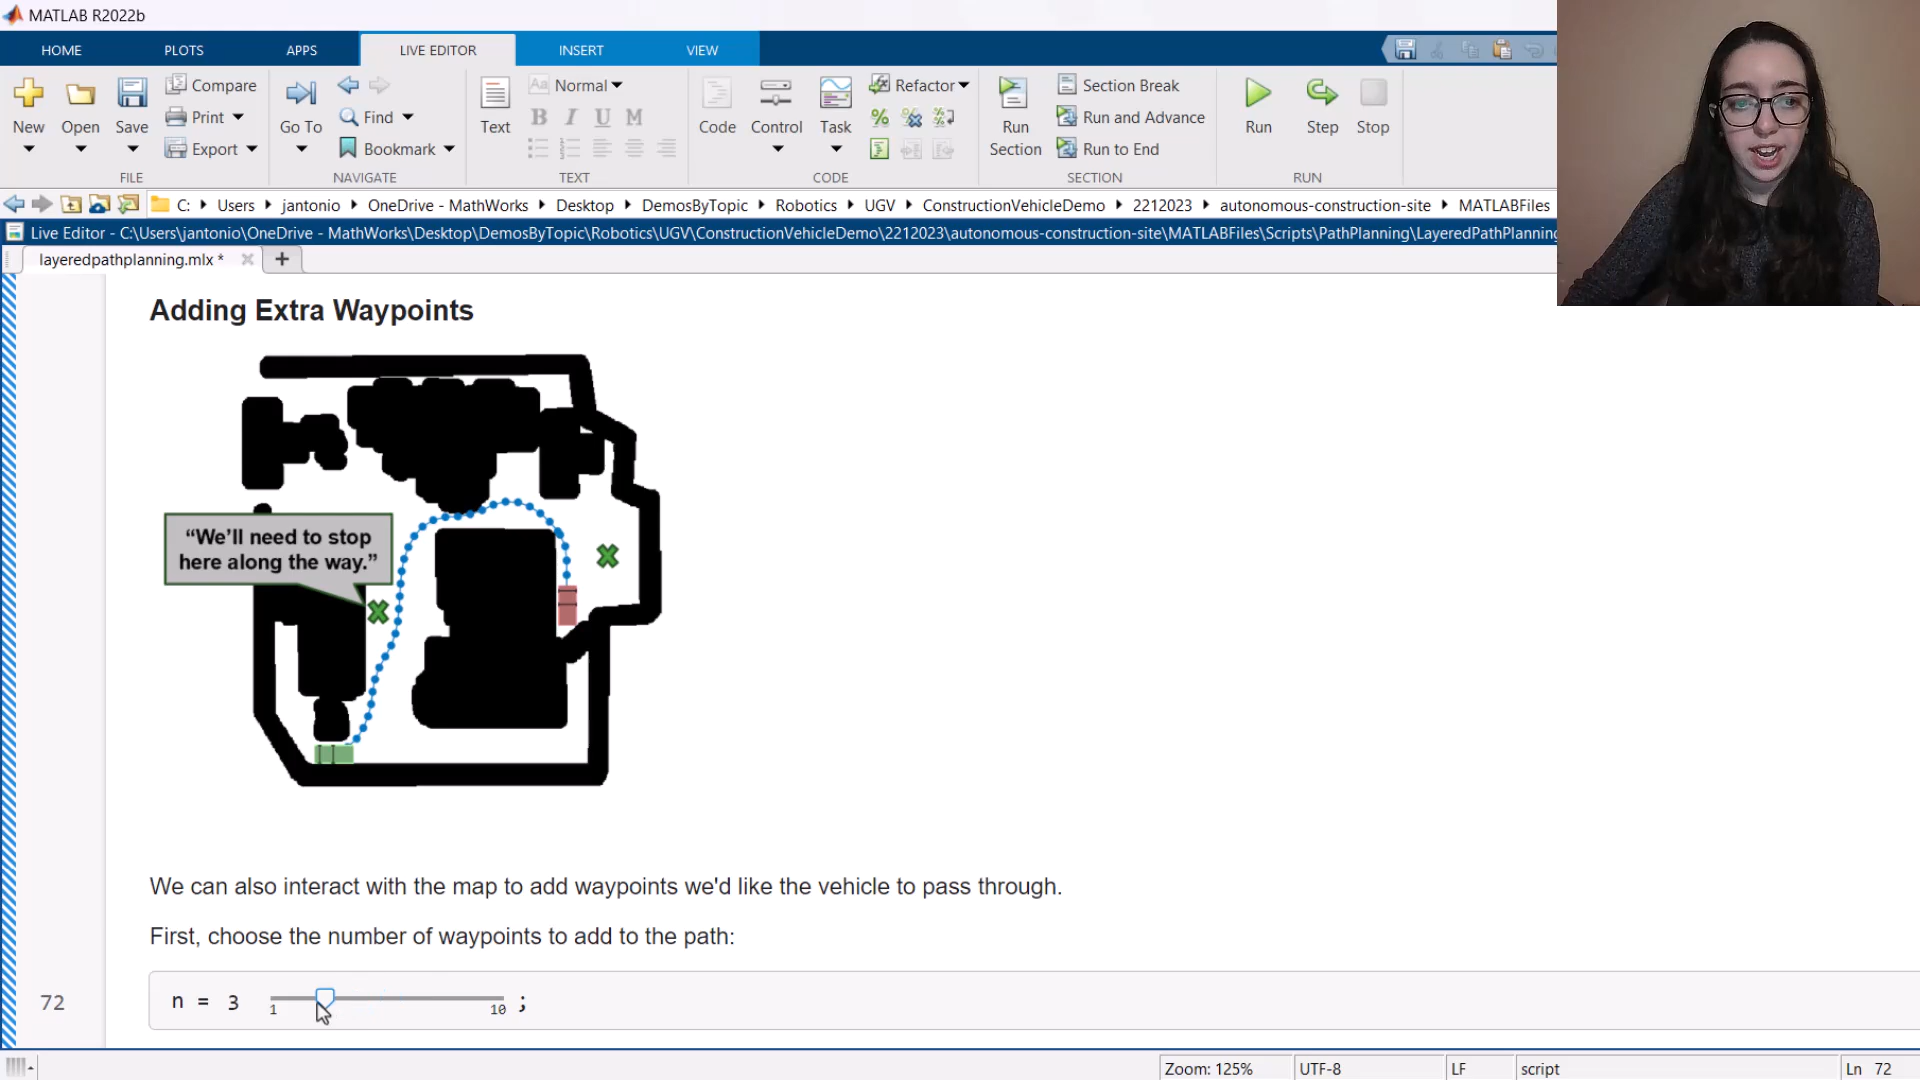 MATLAB R2022b
HOME PLOTS APPS LIVE EDITOR INSERT VIEW
New Open Save Compare Print Export
FILE
Go To Find Bookmark
NAVIGATE
Text Aa Normal B I U M
TEXT
Code Control Task Refactor
CODE
Run Section Section Break Run and Advance Run to End
SECTION
Run Step Stop
RUN
C: Users jantonio OneDrive - MathWorks Desktop DemosByTopic Robotics UGV ConstructionVehicleDemo 2212023 autonomous-construction-site MATLABFiles
Live Editor - C:\Users\jantonio\OneDrive - MathWorks\Desktop\DemosByTopic\Robotics\UGV\ConstructionVehicleDemo\2212023\autonomous-construction-site\MATLABFiles\Scripts\PathPlanning\LayeredPathPlanning
layeredpathplanning.mlx *
Adding Extra Waypoints
“We’ll need to stop
here along the way.”
We can also interact with the map to add waypoints we'd like the vehicle to pass through.
First, choose the number of waypoints to add to the path:
72 n = 3 1 10 ;
Zoom: 125% UTF-8 LF script Ln 72